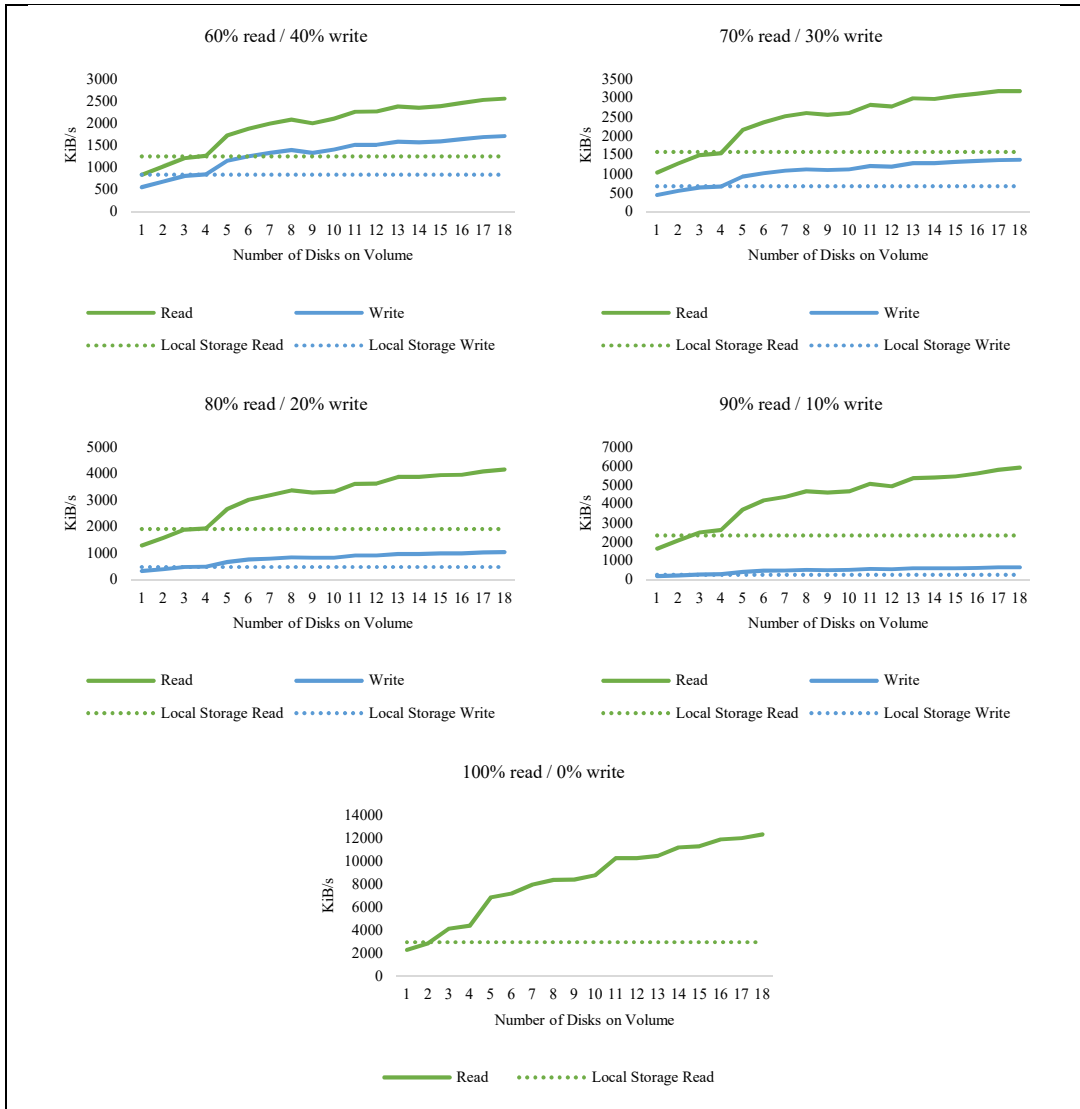 60% read / 40% write
3000
2500
2000
1500
1000
500
0
KiB/s
1 2 3 4 5 6 7 8 9 10 11 12 13 14 15 16 17 18
Number of Disks on Volume
Read Write
Local Storage Read Local Storage Write
70% read / 30% write
3500
3000
2500
2000
1500
1000
500
0
KiB/s
1 2 3 4 5 6 7 8 9 10 11 12 13 14 15 16 17 18
Number of Disks on Volume
Read Write
Local Storage Read Local Storage Write
80% read / 20% write
5000
4000
3000
2000
1000
0
KiB/s
1 2 3 4 5 6 7 8 9 10 11 12 13 14 15 16 17 18
Number of Disks on Volume
Read Write
Local Storage Read Local Storage Write
90% read / 10% write
7000
6000
5000
4000
3000
2000
1000
0
KiB/s
1 2 3 4 5 6 7 8 9 10 11 12 13 14 15 16 17 18
Number of Disks on Volume
Read Write
Local Storage Read Local Storage Write
100% read / 0% write
14000
12000
10000
8000
6000
4000
2000
0
KiB/s
1 2 3 4 5 6 7 8 9 10 11 12 13 14 15 16 17 18
Number of Disks on Volume
Read Local Storage Read